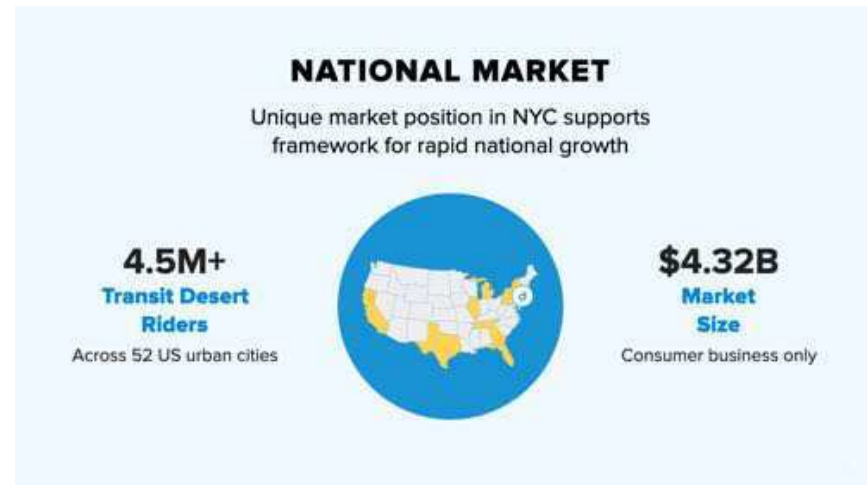 NATIONAL MARKET
Unique market position in NYC supports
framework for rapid national growth
4.5M+
Transit Desert
Riders
Across 52 US urban cities
d
$4.32B
Market
Size
Consumer business only